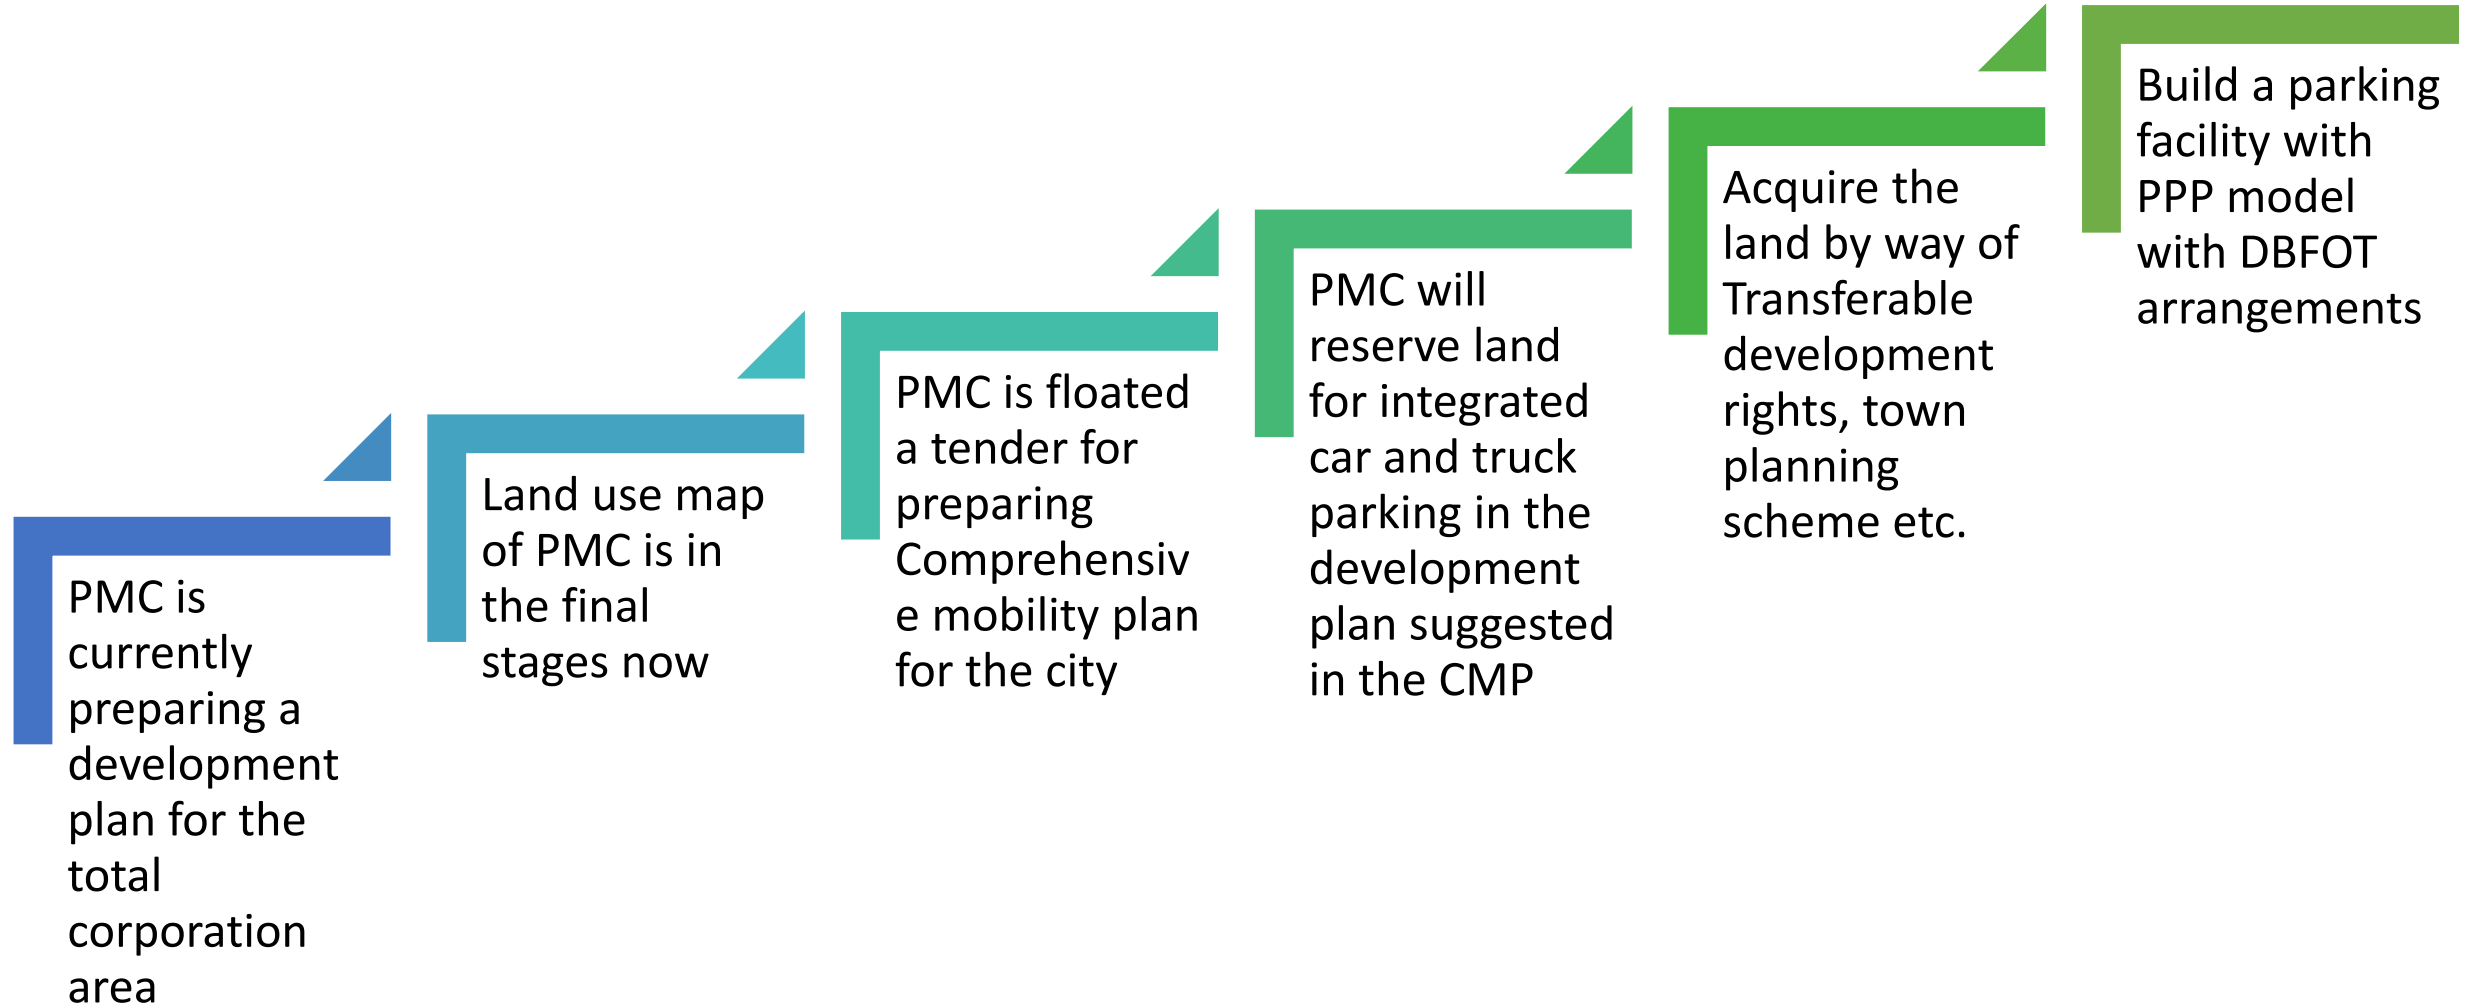 PMC is
currently
preparing a
development
plan for the
total
corporation
area
Land use map
of PMC is in
the final
stages now
PMC is floated
a tender for
preparing
Comprehensiv
e mobility plan
for the city
PMC will
reserve land
for integrated
car and truck
parking in the
development
plan suggested
in the CMP
Acquire the
land by way of
Transferable
development
rights, town
planning
scheme etc.
Build a parking
facility with
PPP model
with DBFOT
arrangements